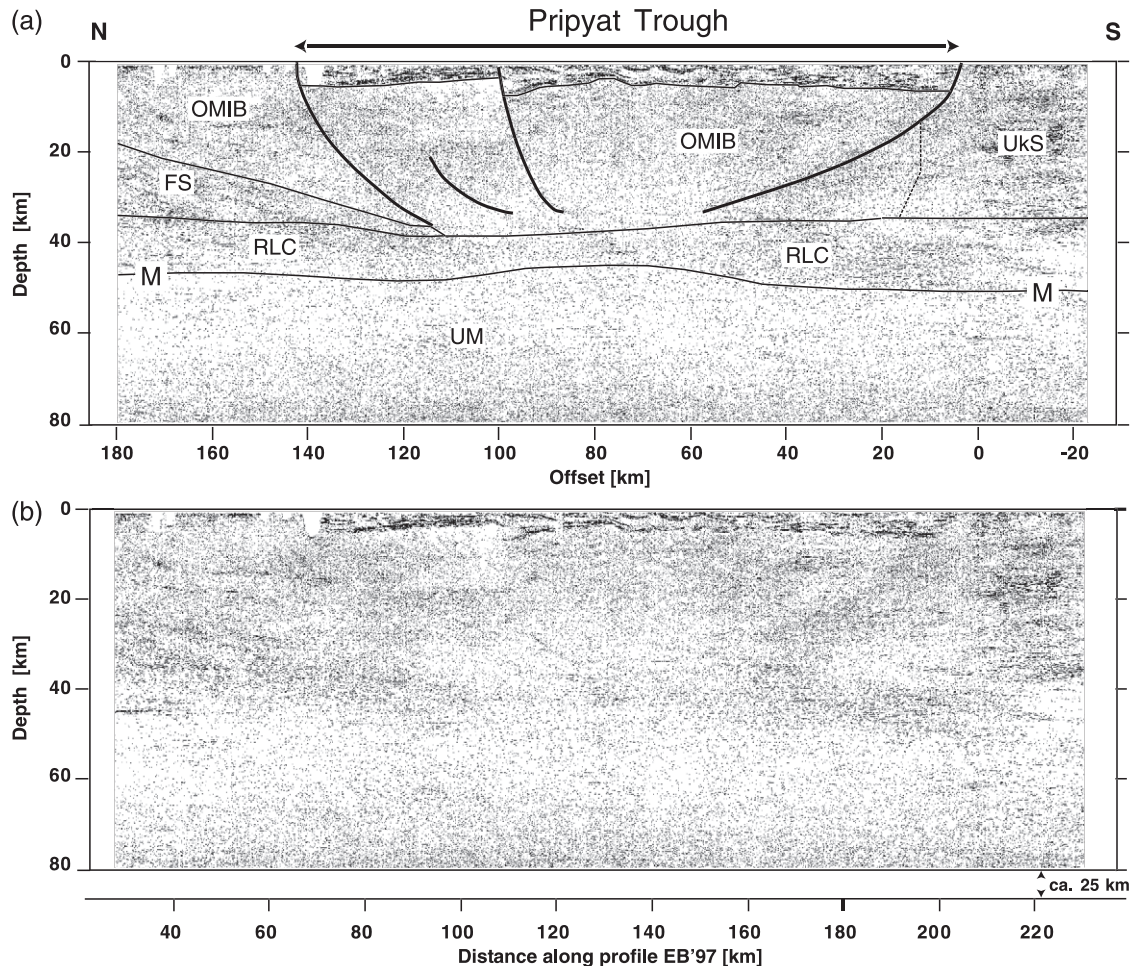 (a) N Pripyat Trough S
0
20
40
60
80
Depth [km]
OMIB
OMIB
UkS
FS
RLC
RLC
M
M
UM
180 160 140 120 100 80 60 40 20 0 -20
Offset [km]
(b)
0
20
40
60
80
Depth [km]
ca. 25 km
40 60 80 100 120 140 160 180 200 220
Distance along profile EB'97 [km]